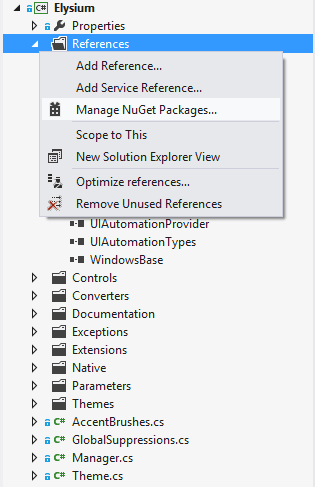 C# Elysium
Properties
References
Add Reference...
Add Service Reference...
Manage NuGet Packages...
Scope to This
New Solution Explorer View
Optimize references...
Remove Unused References
UIAutomationProvider
UIAutomationTypes
WindowsBase
Controls
Converters
Documentation
Exceptions
Extensions
Native
Parameters
Themes
C# AccentBrushes.cs
C# GlobalSuppressions.cs
C# Manager.cs
C# Theme.cs